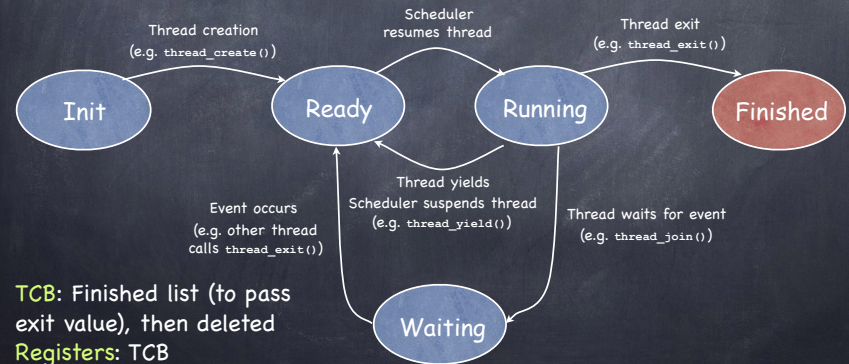 Scheduler
resumes thread
Thread creation
(e.g. thread_create())
Thread exit
(e.g. thread_exit())
Init
Ready
Running
Finished
Thread yields
Scheduler suspends thread
(e.g. thread_yield())
Event occurs
(e.g. other thread
calls thread_exit())
Thread waits for event
(e.g. thread_join())
Waiting
TCB: Finished list (to pass
exit value), then deleted
Registers: TCB